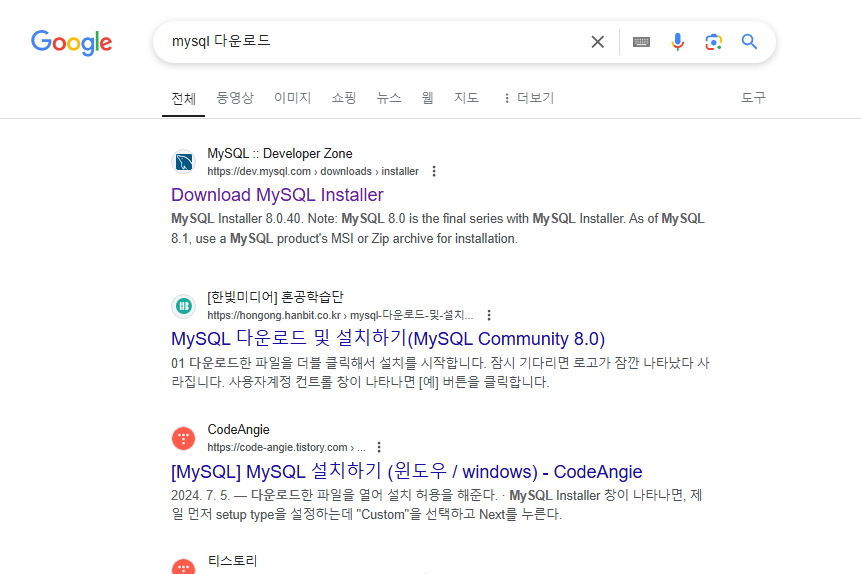 Google
mysql 다운로드
전체 동영상 이미지 쇼핑 뉴스 웹 지도 더보기 도구
MySQL :: Developer Zone
https://dev.mysql.com › downloads › installer
Download MySQL Installer
MySQL Installer 8.0.40. Note: MySQL 8.0 is the final series with MySQL Installer. As of MySQL
8.1, use a MySQL product's MSI or Zip archive for installation.
[한빛미디어] 혼공학습단
https://hongong.hanbit.co.kr › mysql-다운로드-및-설치...
MySQL 다운로드 및 설치하기(MySQL Community 8.0)
01 다운로드한 파일을 더블 클릭해서 설치를 시작합니다. 잠시 기다리면 로고가 잠깐 나타났다 사
라집니다. 사용자계정 컨트롤 창이 나타나면 [예] 버튼을 클릭합니다.
CodeAngie
https://code-angie.tistory.com › ...
[MySQL] MySQL 설치하기 (윈도우 / windows) - CodeAngie
2024. 7. 5. — 다운로드한 파일을 열어 설치 허용을 해준다. · MySQL Installer 창이 나타나면, 제
일 먼저 setup type을 설정하는데 "Custom"을 선택하고 Next를 누른다.
티스토리